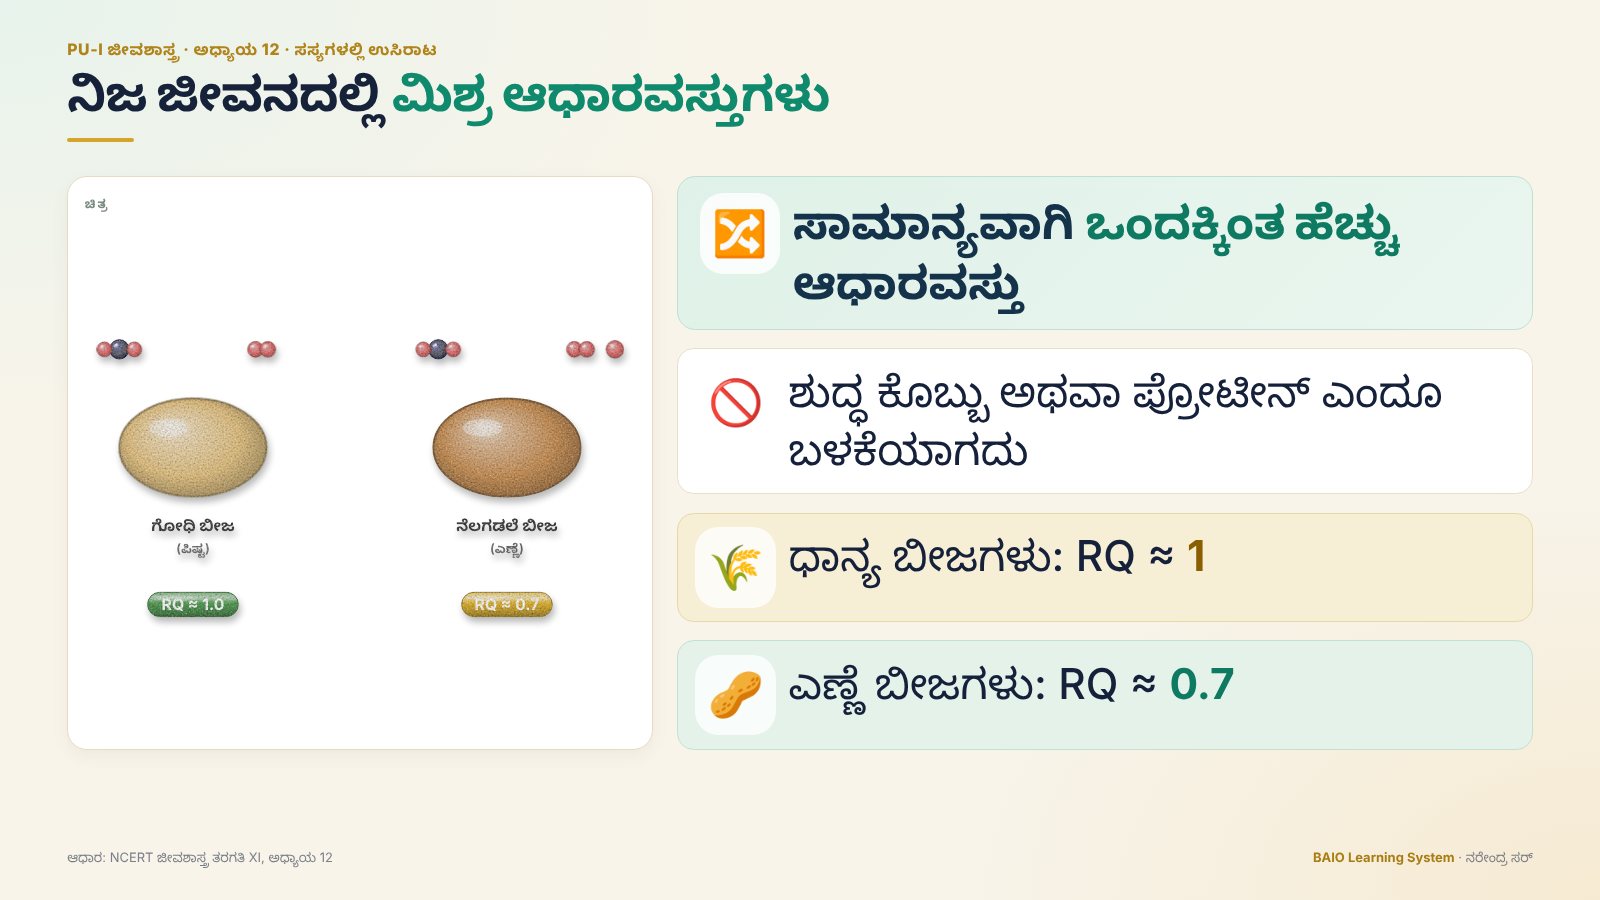 PU-I ಜೀವಶಾಸ್ತ್ರ · ಅಧ್ಯಾಯ 12 · ಸಸ್ಯಗಳಲ್ಲಿ ಉಸಿರಾಟ
ನಿಜ ಜೀವನದಲ್ಲಿ ಮಿಶ್ರ ಆಧಾರವಸ್ತುಗಳು
ಚಿತ್ರ
ಗೋಧಿ ಬೀಜ
(ಪಿಷ್ಟ)
RQ ≈ 1.0
ನೆಲಗಡಲೆ ಬೀಜ
(ಎಣ್ಣೆ)
RQ ≈ 0.7
ಸಾಮಾನ್ಯವಾಗಿ ಒಂದಕ್ಕಿಂತ ಹೆಚ್ಚು
ಆಧಾರವಸ್ತು
ಶುದ್ಧ ಕೊಬ್ಬು ಅಥವಾ ಪ್ರೋಟೀನ್ ಎಂದೂ
ಬಳಕೆಯಾಗದು
ಧಾನ್ಯ ಬೀಜಗಳು: RQ ≈ 1
ಎಣ್ಣೆ ಬೀಜಗಳು: RQ ≈ 0.7
ಆಧಾರ: NCERT ಜೀವಶಾಸ್ತ್ರ ತರಗತಿ XI, ಅಧ್ಯಾಯ 12
BAIO Learning System · ನರೇಂದ್ರ ಸರ್